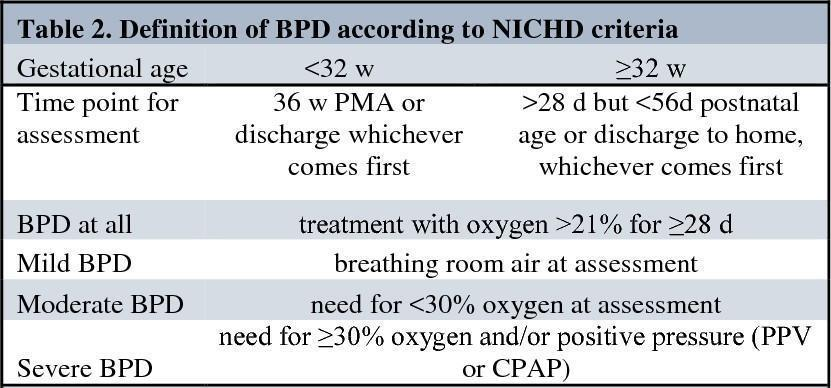 Table 2. Definition of BPD according to NICHD criteria
Gestational age <32 w ≥32 w
Time point for assessment 36 w PMA or discharge whichever comes first >28 d but <56d postnatal age or discharge to home, whichever comes first
BPD at all treatment with oxygen >21% for ≥28 d
Mild BPD breathing room air at assessment
Moderate BPD need for <30% oxygen at assessment
Severe BPD need for ≥30% oxygen and/or positive pressure (PPV or CPAP)